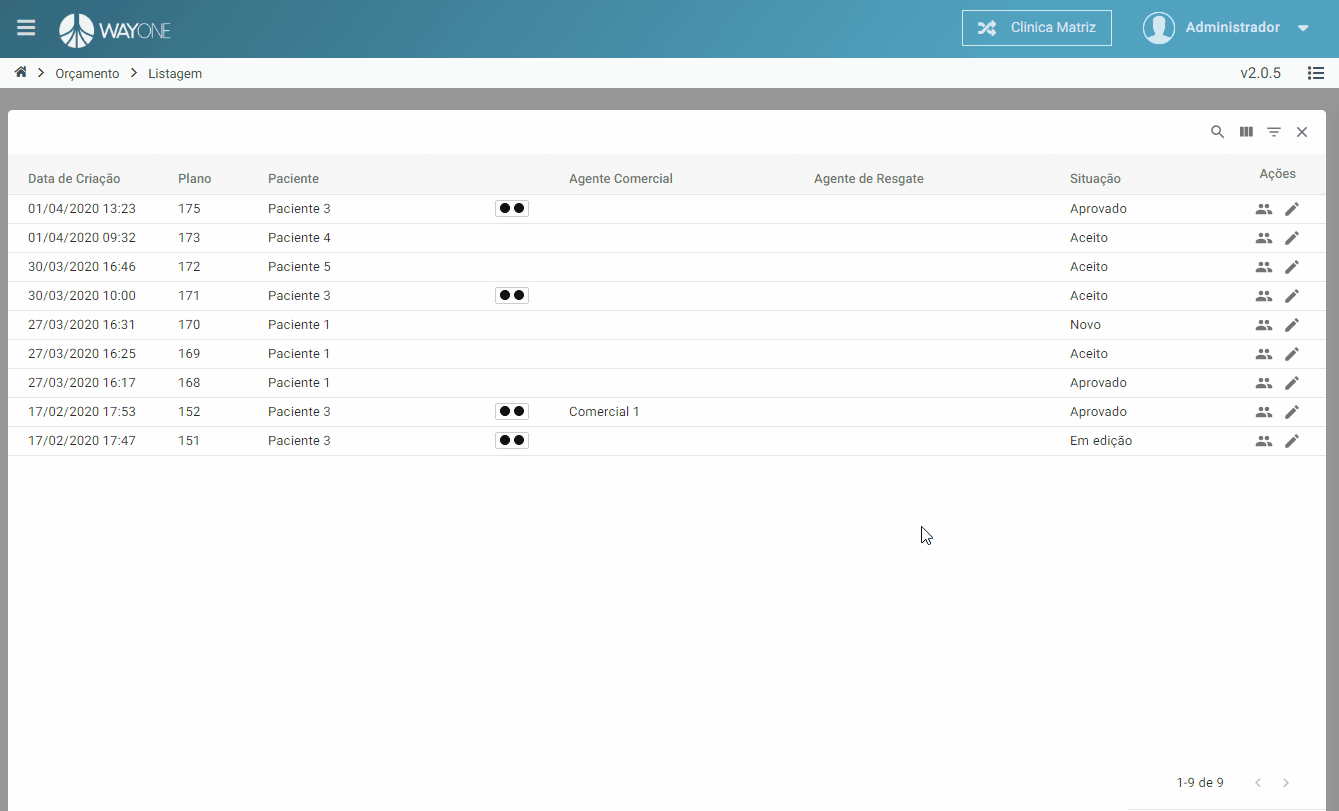 WAYONE
Clinica Matriz
Administrador
Orçamento Listagem
v2.0.5
Data de Criação Plano Paciente Agente Comercial Agente de Resgate Situação Ações
01/04/2020 13:23 175 Paciente 3 Aprovado
01/04/2020 09:32 173 Paciente 4 Aceito
30/03/2020 16:46 172 Paciente 5 Aceito
30/03/2020 10:00 171 Paciente 3 Aceito
27/03/2020 16:31 170 Paciente 1 Novo
27/03/2020 16:25 169 Paciente 1 Aceito
27/03/2020 16:17 168 Paciente 1 Aprovado
17/02/2020 17:53 152 Paciente 3 Comercial 1 Aprovado
17/02/2020 17:47 151 Paciente 3 Em edição
1-9 de 9